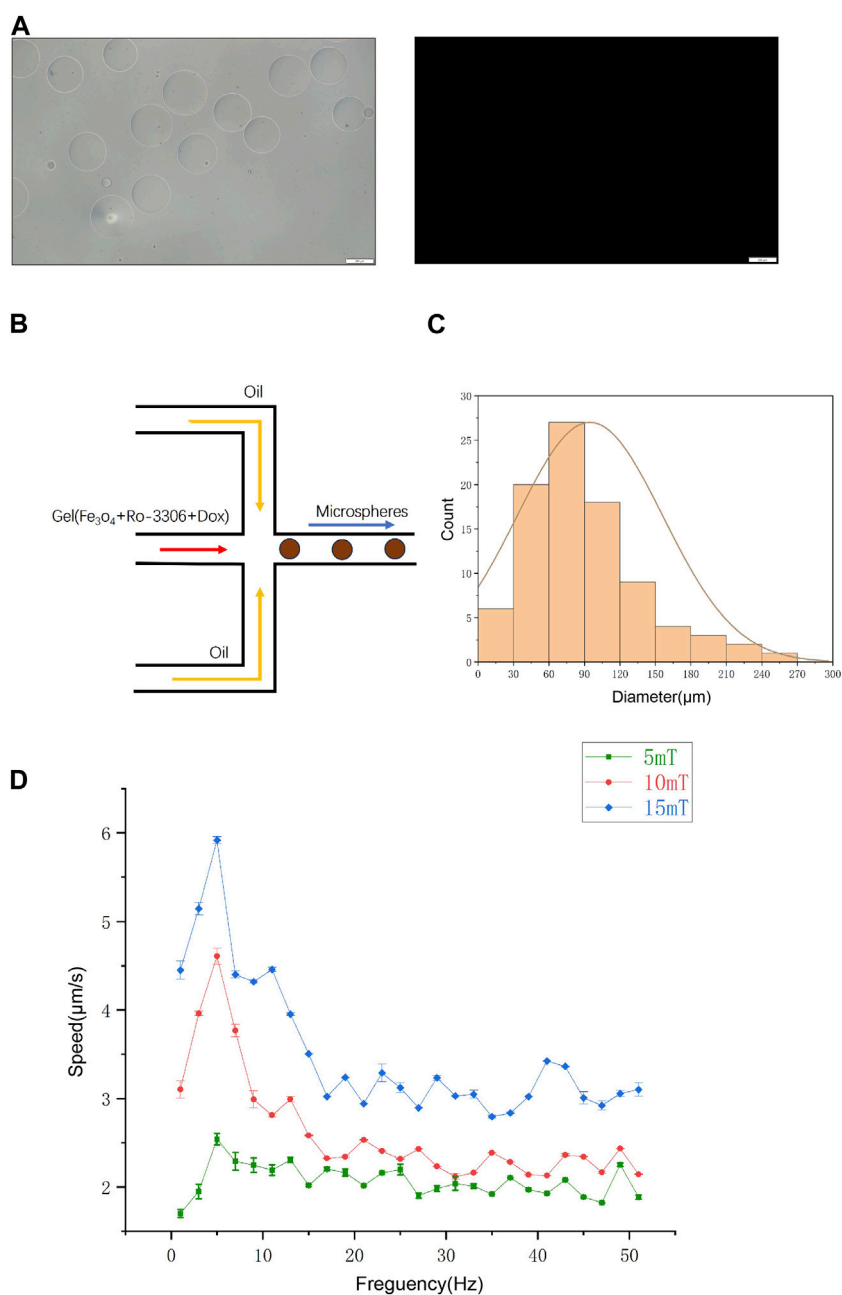 A
B
C
Oil
Gel(Fe₃o₄+Ro-3306+Dox)
Microspheres
Oil
30
25
20
15
10
5
0
Count
0 30 60 90 120 150 180 210 240 270 300
Diameter(μm)
D
5mT
10mT
15mT
6
5
4
3
2
Speed(μm/s)
0 10 20 30 40 50
Freguency(Hz)